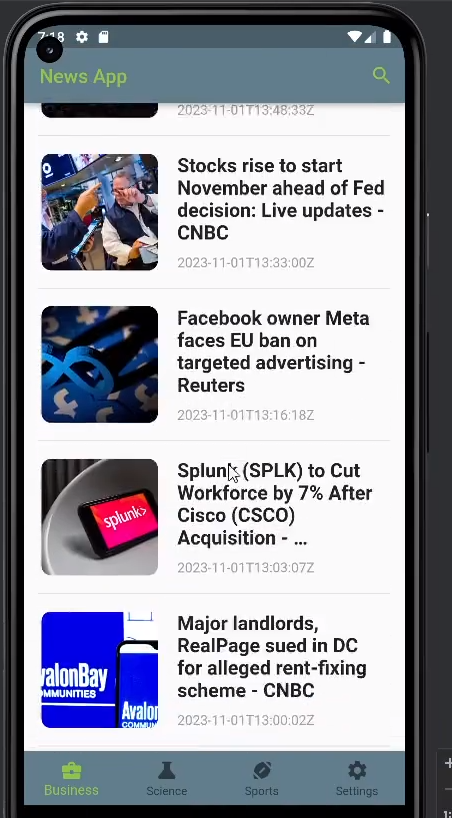 7:18
News App
2023-11-01T13:48:33Z
Stocks rise to start
November ahead of Fed
decision: Live updates -
CNBC
2023-11-01T13:33:00Z
Facebook owner Meta
faces EU ban on
targeted advertising -
Reuters
2023-11-01T13:16:18Z
splunk>
Splunk (SPLK) to Cut
Workforce by 7% After
Cisco (CSCO)
Acquisition - ...
2023-11-01T13:03:07Z
valonBay
OMMUNITIES
Avalon
COMMUN
Major landlords,
RealPage sued in DC
for alleged rent-fixing
scheme - CNBC
2023-11-01T13:00:02Z
Business
Science
Sports
Settings